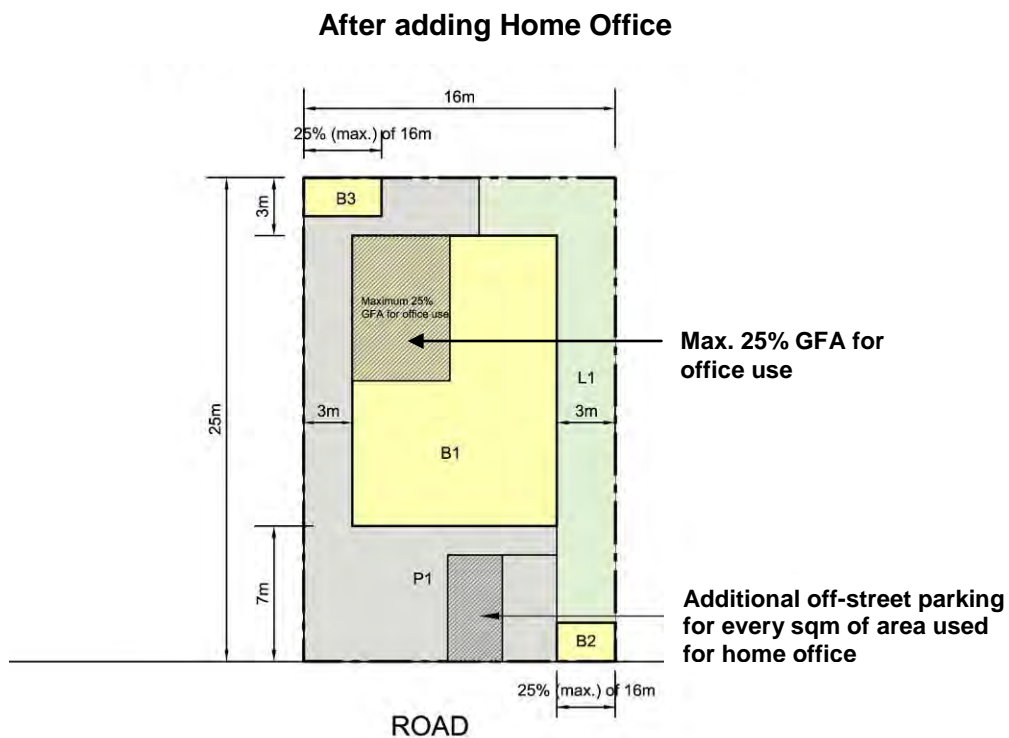 After adding Home Office
16m
25% (max.) of 16m
B3
3m
Maximum 25%
GFA for office use
Max. 25% GFA for
office use
L1
3m
3m
25m
B1
7m
P1
Additional off-street parking
for every sqm of area used
for home office
B2
25% (max.) of 16m
ROAD